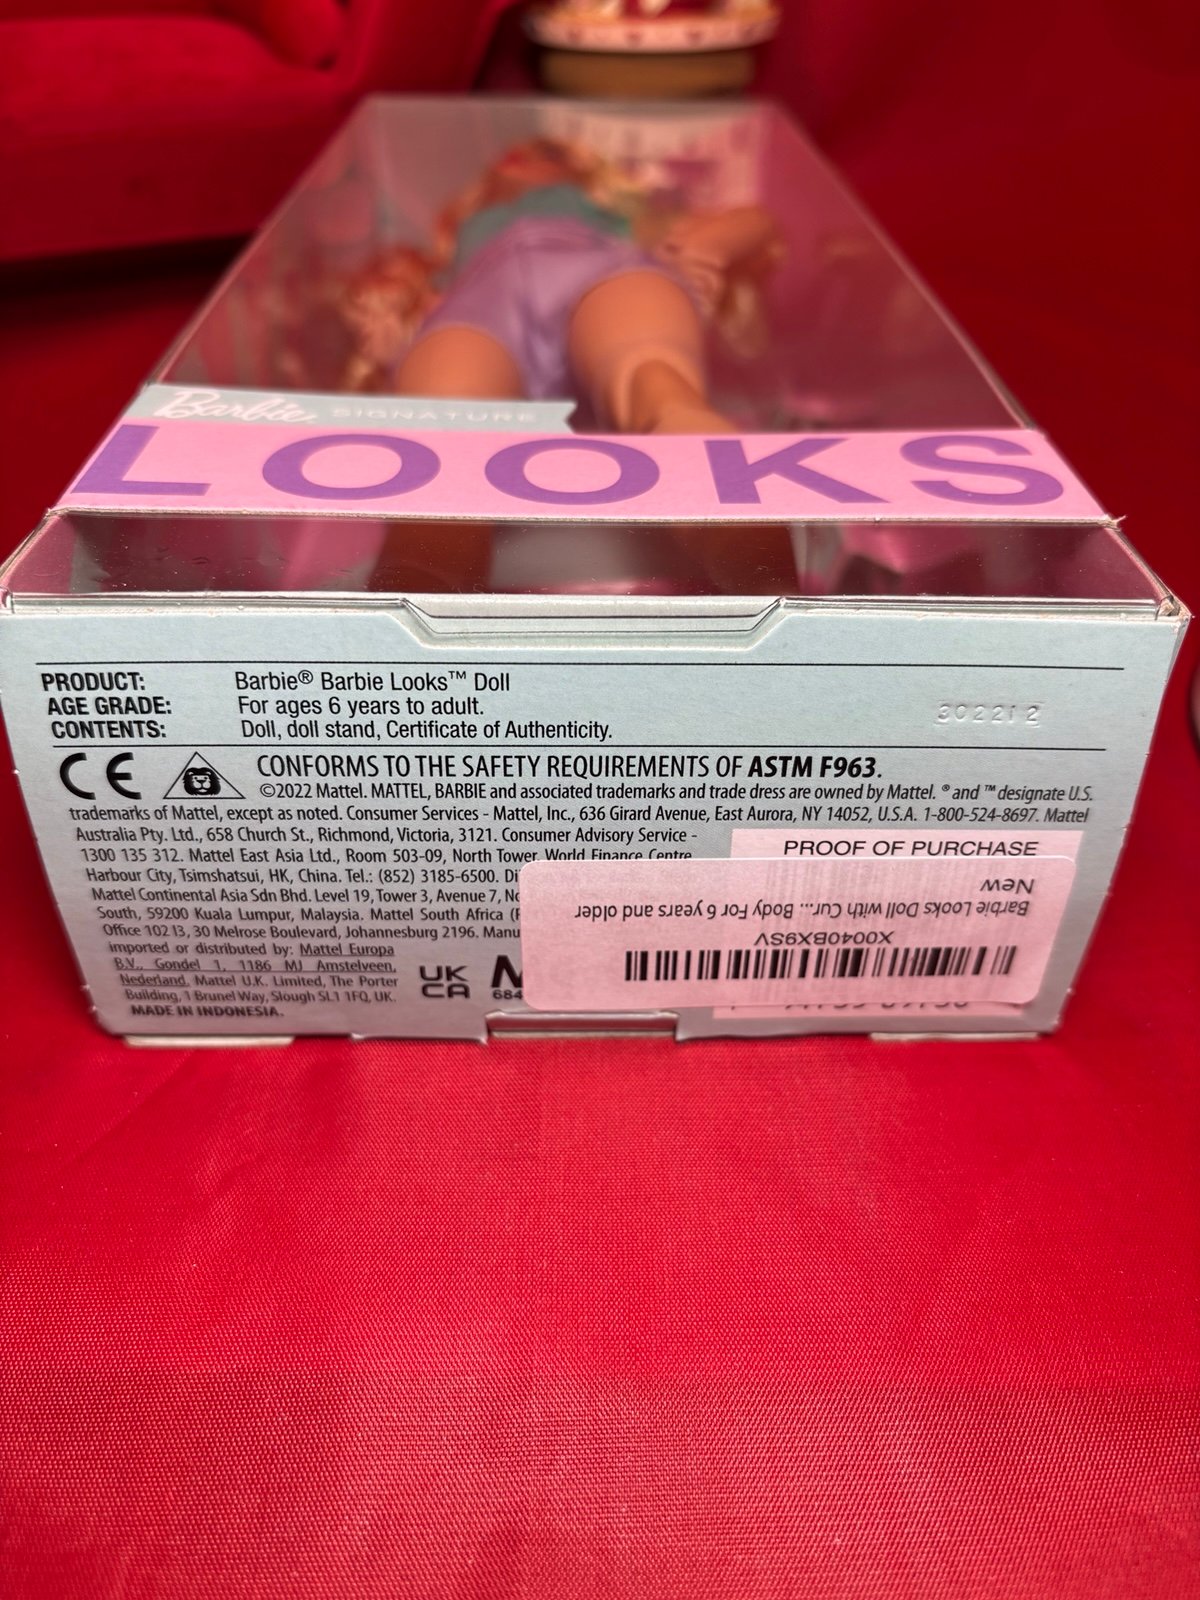 Barbie SIGNATURE
LOOKS
PRODUCT: Barbie® Barbie Looks™ Doll
AGE GRADE: For ages 6 years to adult.
CONTENTS: Doll, doll stand, Certificate of Authenticity.
302212
CE CONFORMS TO THE SAFETY REQUIREMENTS OF ASTM F963.
©2022 Mattel. MATTEL, BARBIE and associated trademarks and trade dress are owned by Mattel. ® and ™ designate U.S.
trademarks of Mattel, except as noted. Consumer Services - Mattel, Inc., 636 Girard Avenue, East Aurora, NY 14052, U.S.A. 1-800-524-8697. Mattel
Australia Pty. Ltd., 658 Church St., Richmond, Victoria, 3121. Consumer Advisory Service -
1300 135 312. Mattel East Asia Ltd., Room 503-09, North Tower, World Finance Centre,
Harbour City, Tsimshatsui, HK, China. Tel.: (852) 3185-6500.
Mattel Continental Asia Sdn Bhd. Level 19, Tower 3, Avenue 7,
South, 59200 Kuala Lumpur, Malaysia. Mattel South Africa
Office 102 I3, 30 Melrose Boulevard, Johannesburg 2196.
imported or distributed by: Mattel Europa
B.V., Gondel 1, 1186 MJ Amstelveen,
Nederland. Mattel U.K. Limited, The Porter
Building, 1 Brunel Way, Slough SL1 1FQ, UK.
MADE IN INDONESIA.
UK
CA
684
PROOF OF PURCHASE
X0040BX9SV
Barbie Looks Doll with Cur... Body For 6 years and older
New